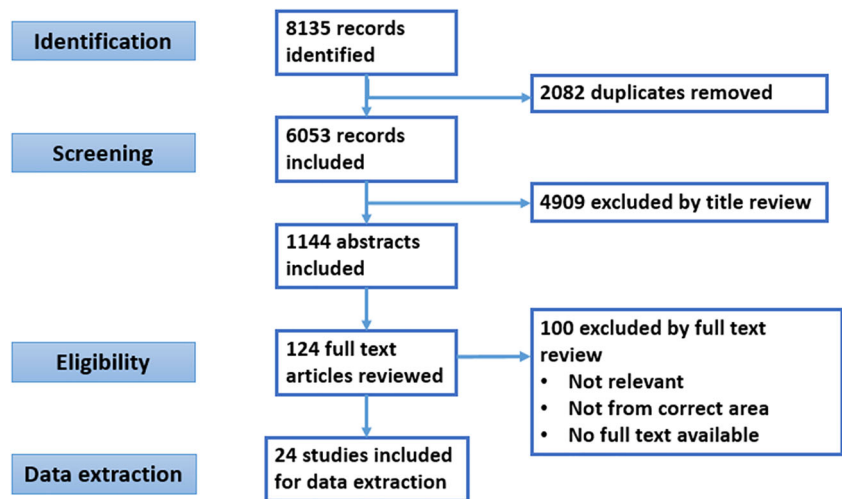 Identification
8135 records
identified
2082 duplicates removed
Screening
6053 records
included
4909 excluded by title review
1144 abstracts
included
Eligibility
124 full text
articles reviewed
100 excluded by full text
review
• Not relevant
• Not from correct area
• No full text available
Data extraction
24 studies included
for data extraction